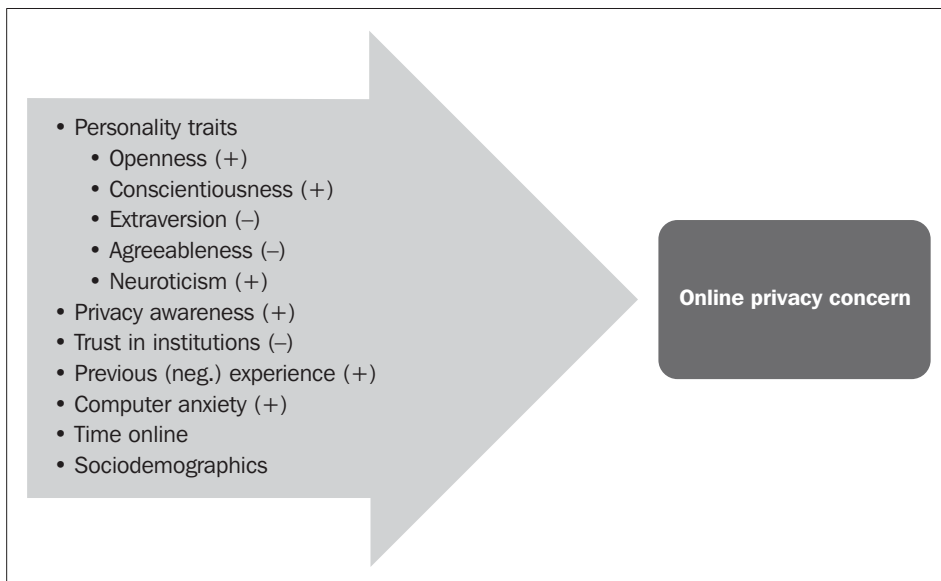 • Personality traits
• Openness (+)
• Conscientiousness (+)
• Extraversion (–)
• Agreeableness (–)
• Neuroticism (+)
• Privacy awareness (+)
• Trust in institutions (–)
• Previous (neg.) experience (+)
• Computer anxiety (+)
• Time online
• Sociodemographics
Online privacy concern